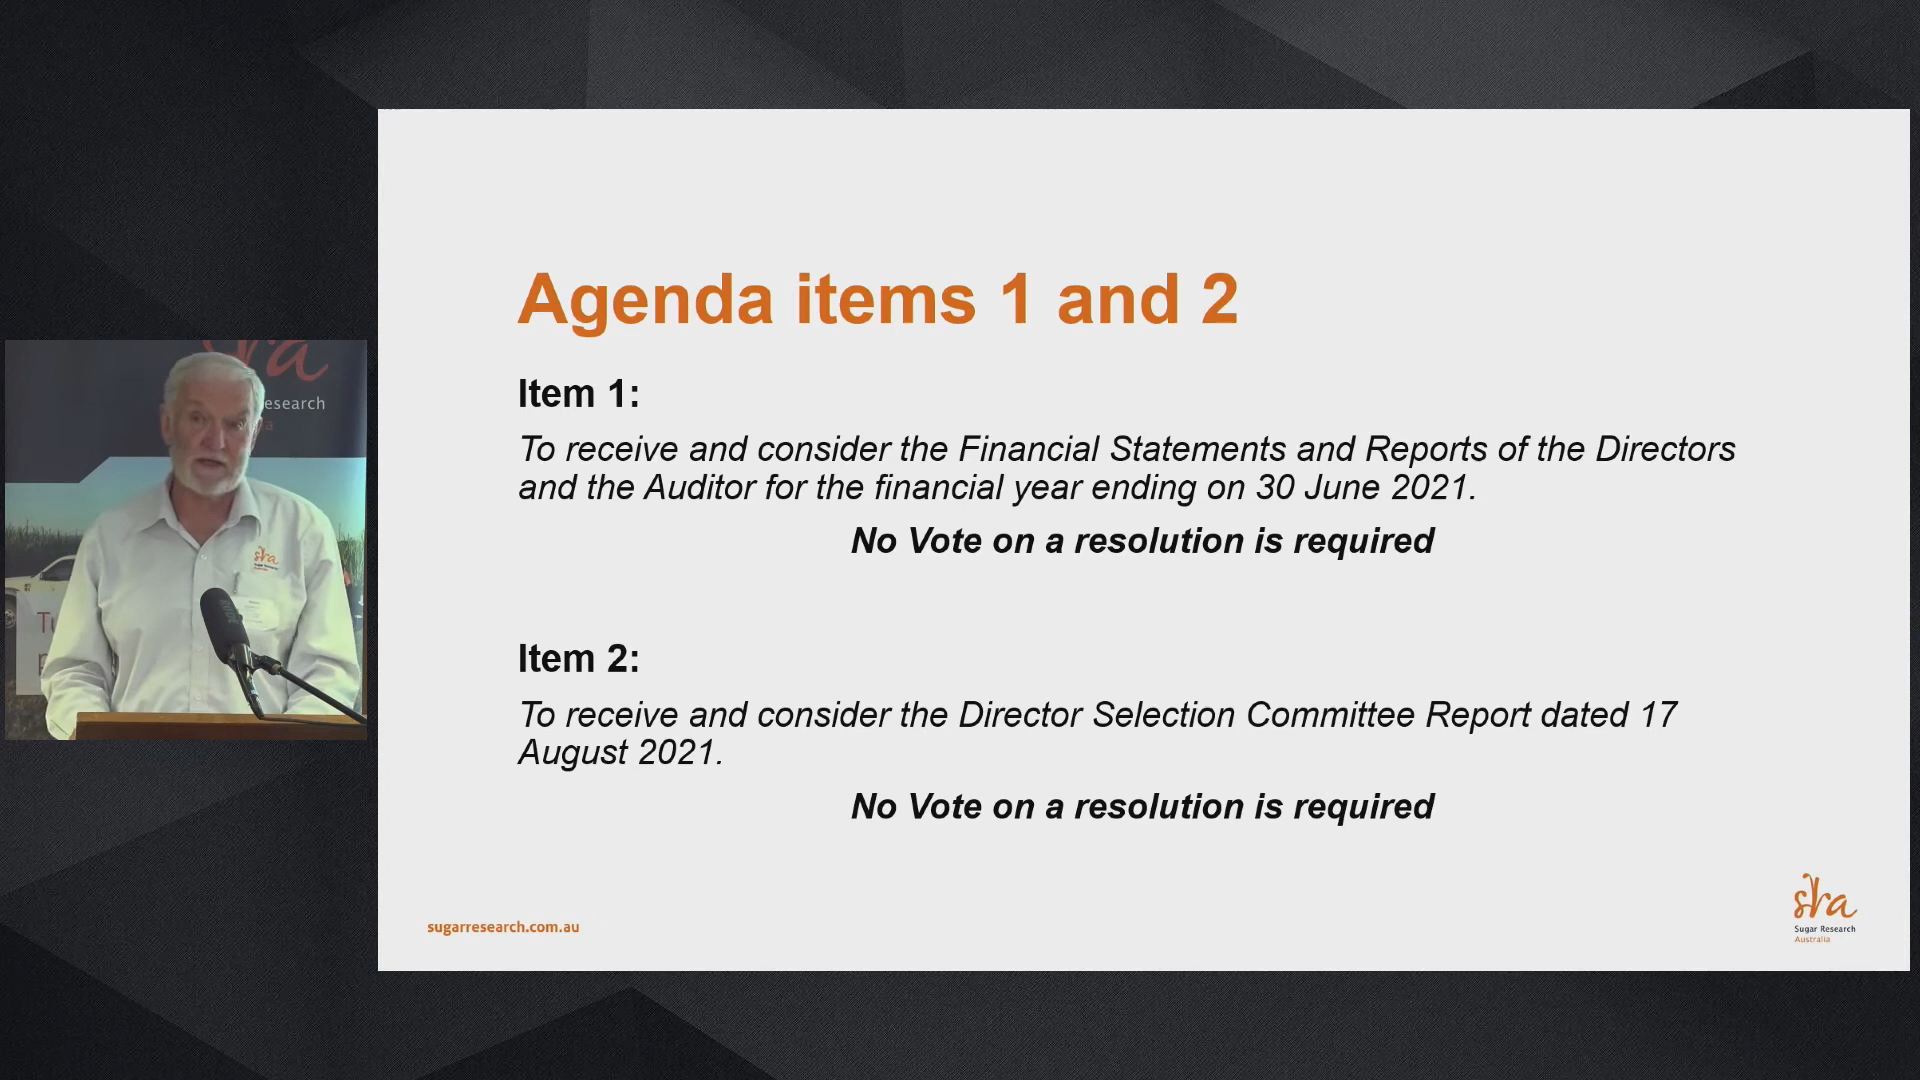 Agenda items 1 and 2
Item 1:
To receive and consider the Financial Statements and Reports of the Directors
and the Auditor for the financial year ending on 30 June 2021.
No Vote on a resolution is required
Item 2:
To receive and consider the Director Selection Committee Report dated 17
August 2021.
No Vote on a resolution is required
sugarresearch.com.au
sra
Sugar Research
Australia
sra
esearch
sra